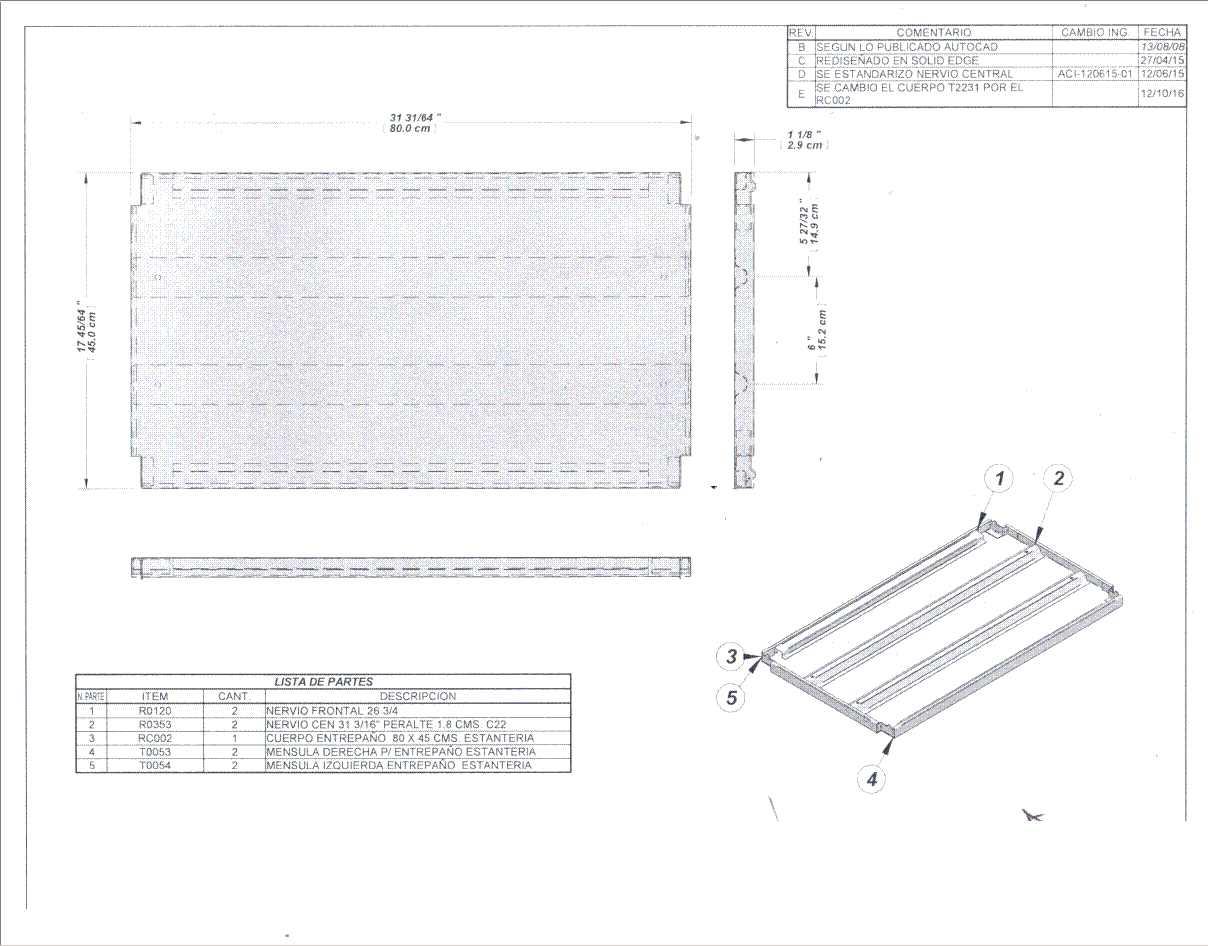 REV COMENTARIO CAMBIO ING. FECHA
B SEGUN LO PUBLICADO AUTOCAD 13/08/08
C REDISEÑADO EN SOLID EDGE 27/04/15
D SE ESTANDARIZO NERVIO CENTRAL ACI-120615-01 12/06/15
E SE CAMBIO EL CUERPO T2231 POR EL 12/10/16
RC002
31 31/64 "
[ 80.0 cm ]
1 1/8 "
[ 2.9 cm ]
5 27/32 "
[ 14.9 cm ]
17 45/64 "
[ 45.0 cm ]
6 "
[ 15.2 cm ]
1 2
3
5
4
LISTA DE PARTES
N.PARTE ITEM CANT. DESCRIPCION
1 R0120 2 NERVIO FRONTAL 26 3/4
2 R0353 2 NERVIO CEN 31 3/16" PERALTE 1.8 CMS. C22
3 RC002 1 CUERPO ENTREPAÑO 80 X 45 CMS. ESTANTERIA
4 T0053 2 MENSULA DERECHA P/ ENTREPAÑO ESTANTERIA
5 T0054 2 MENSULA IZQUIERDA ENTREPAÑO ESTANTERIA